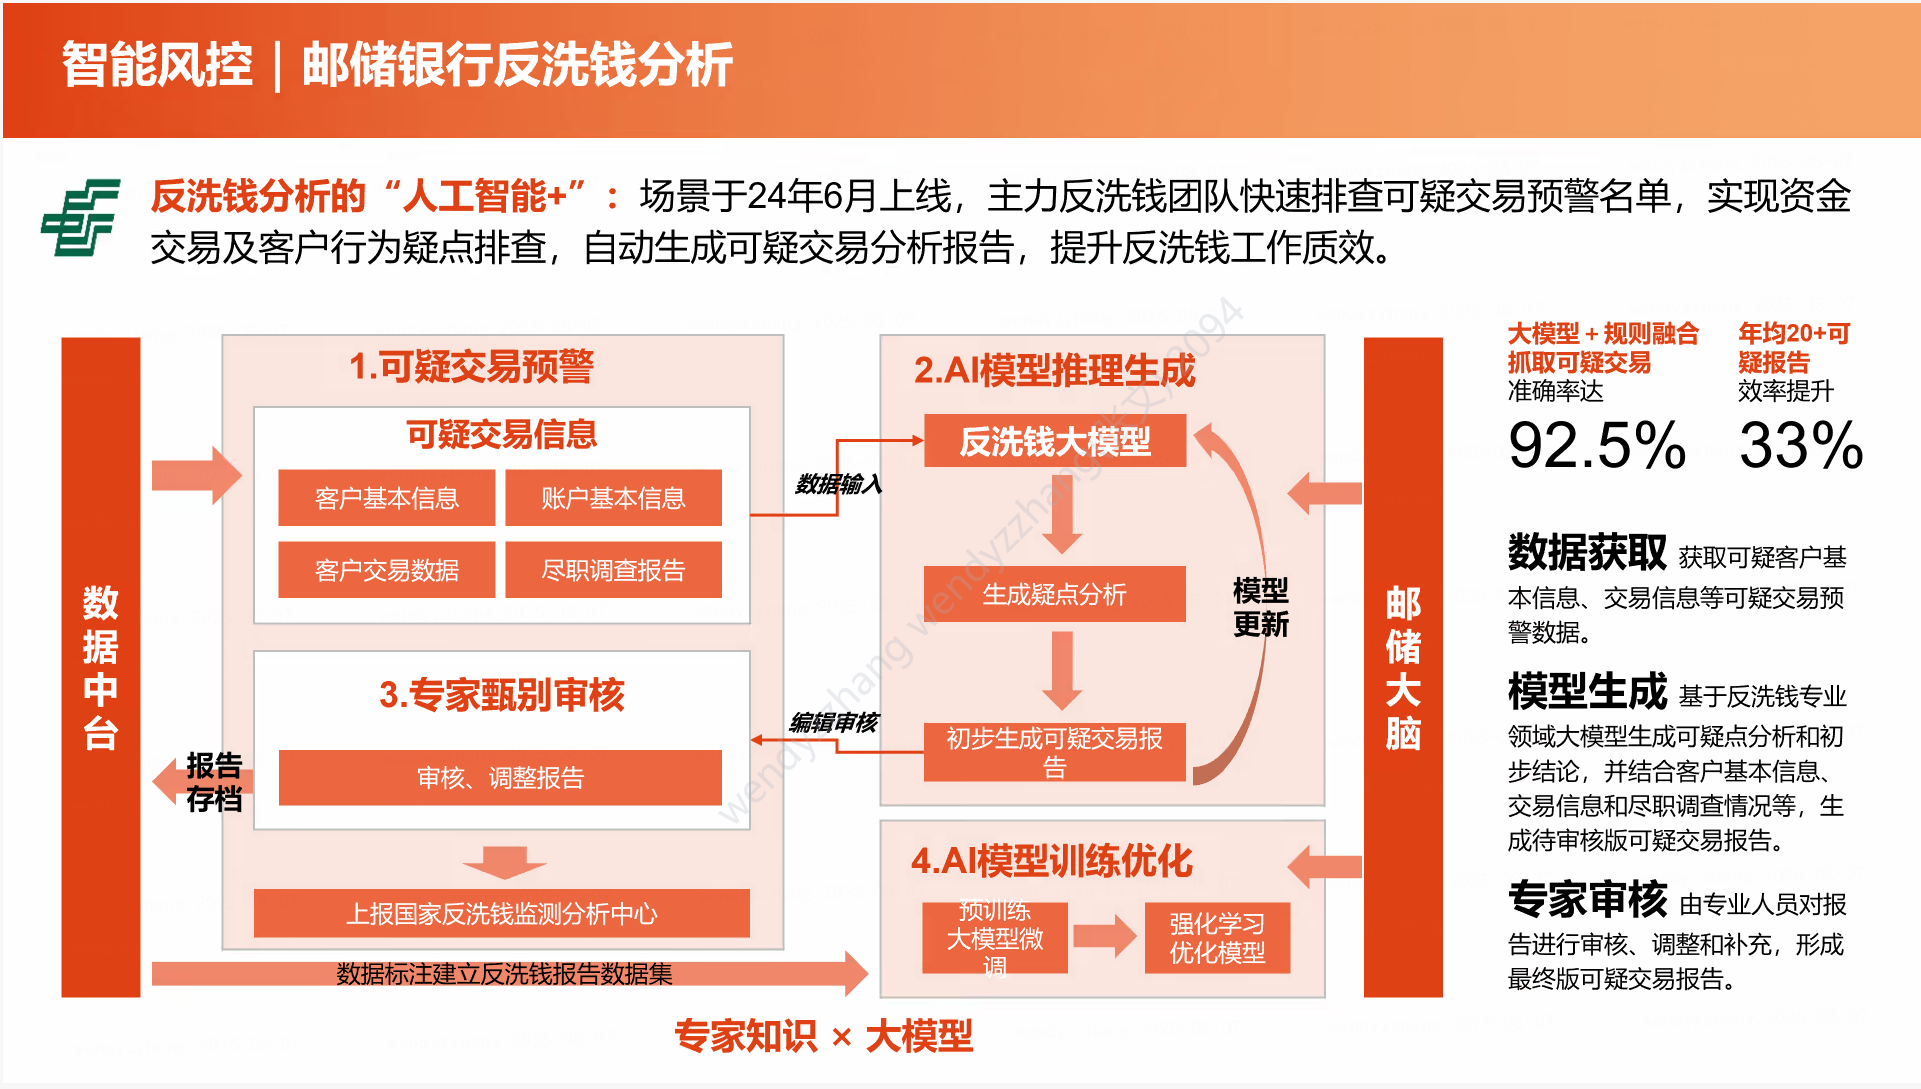 智能风控｜邮储银行反洗钱分析
反洗钱分析的“人工智能+”：场景于24年6月上线，主力反洗钱团队快速排查可疑交易预警名单，实现资金
交易及客户行为疑点排查，自动生成可疑交易分析报告，提升反洗钱工作质效。
数据中台
1.可疑交易预警
可疑交易信息
客户基本信息
账户基本信息
客户交易数据
尽职调查报告
3.专家甄别审核
审核、调整报告
报告
存档
上报国家反洗钱监测分析中心
数据标注建立反洗钱报告数据集
数据输入
编辑审核
2.AI模型推理生成
反洗钱大模型
生成疑点分析
初步生成可疑交易报
告
模型
更新
4.AI模型训练优化
预训练
大模型微
调
强化学习
优化模型
邮储大脑
专家知识 × 大模型
大模型+规则融合
抓取可疑交易
准确率达
92.5%
年均20+可
疑报告
效率提升
33%
数据获取 获取可疑客户基
本信息、交易信息等可疑交易预
警数据。
模型生成 基于反洗钱专业
领域大模型生成可疑点分析和初
步结论，并结合客户基本信息、
交易信息和尽职调查情况等，生
成待审核版可疑交易报告。
专家审核 由专业人员对报
告进行审核、调整和补充，形成
最终版可疑交易报告。